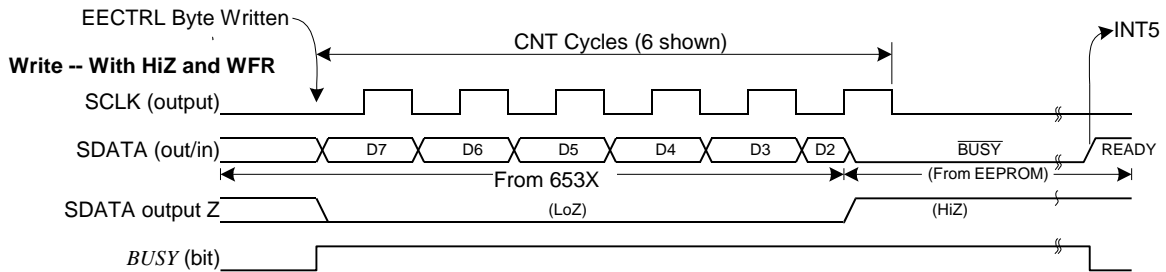 EECTRL Byte Written
INT5
CNT Cycles (6 shown)
Write -- With HiZ and WFR
SCLK (output)
SDATA (out/in) D7 D6 D5 D4 D3 D2 BUSY READY
From 653X (From EEPROM)
SDATA output Z (LoZ) (HiZ)
BUSY (bit)